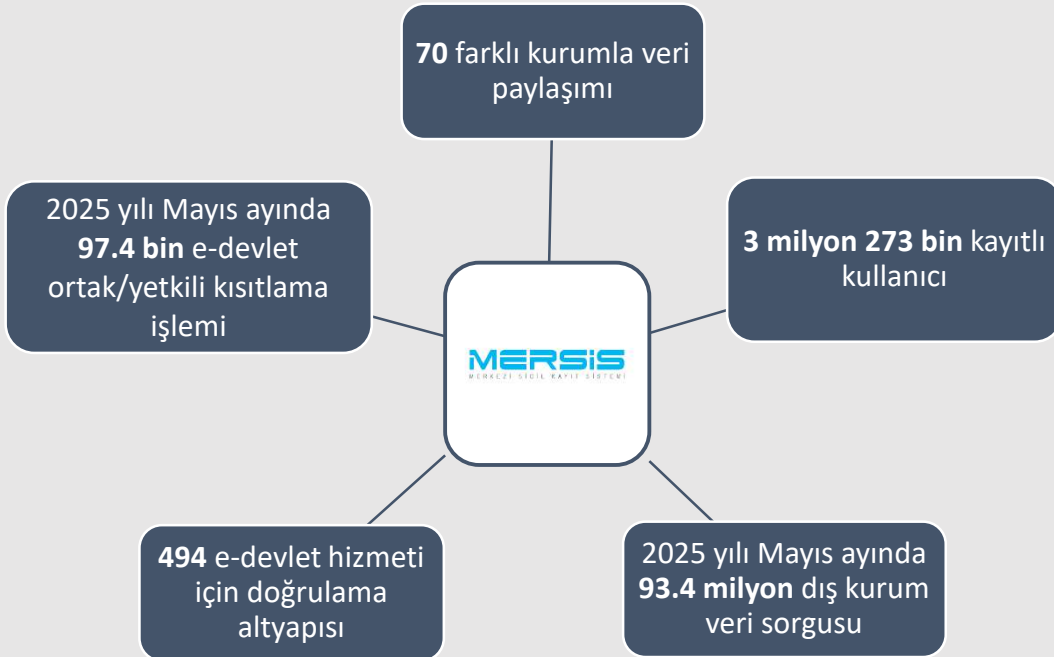 70 farklı kurumla veri
paylaşımı
2025 yılı Mayıs ayında
97.4 bin e-devlet
ortak/yetkili kısıtlama
işlemi
3 milyon 273 bin kayıtlı
kullanıcı
MERSiS
MERKEZİ SİCİL KAYIT SİSTEMİ
494 e-devlet hizmeti
için doğrulama
altyapısı
2025 yılı Mayıs ayında
93.4 milyon dış kurum
veri sorgusu